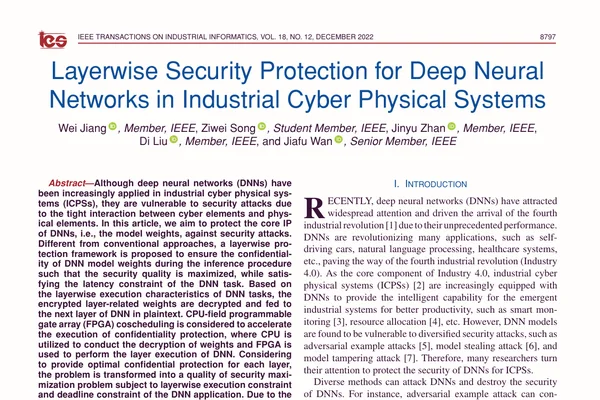 ies
IEEE TRANSACTIONS ON INDUSTRIAL INFORMATICS, VOL. 18, NO. 12, DECEMBER 2022
8797
Layerwise Security Protection for Deep Neural
Networks in Industrial Cyber Physical Systems
Wei Jiang, Member, IEEE, Ziwei Song, Student Member, IEEE, Jinyu Zhan, Member, IEEE,
Di Liu, Member, IEEE, and Jiafu Wan, Senior Member, IEEE
Abstract—Although deep neural networks (DNNs) have
been increasingly applied in industrial cyber physical sys-
tems (ICPSs), they are vulnerable to security attacks due
to the tight interaction between cyber elements and phys-
ical elements. In this article, we aim to protect the core IP
of DNNs, i.e., the model weights, against security attacks.
Different from conventional approaches, a layerwise pro-
tection framework is proposed to ensure the confidential-
ity of DNN model weights during the inference procedure
such that the security quality is maximized, while satis-
fying the latency constraint of the DNN task. Based on
the layerwise execution characteristics of DNN tasks, the
encrypted layer-related weights are decrypted and fed to
the next layer of DNN in plaintext. CPU-field programmable
gate array (FPGA) coscheduling is considered to accelerate
the execution of confidentiality protection, where CPU is
utilized to conduct the decryption of weights and FPGA is
used to perform the layer execution of DNN. Considering
to provide optimal confidential protection for each layer,
the problem is transformed into a quality of security maxi-
mization problem subject to layerwise execution constraint
and deadline constraint of the DNN application. Due to the
I. INTRODUCTION
RECENTLY, deep neural networks (DNNs) have attracted
widespread attention and driven the arrival of the fourth
industrial revolution [1] due to their unprecedented performance.
DNNs are revolutionizing many applications, such as self-
driving cars, natural language processing, healthcare systems,
etc., paving the way of the fourth industrial revolution (Industry
4.0). As the core component of Industry 4.0, industrial cyber
physical systems (ICPSs) [2] are increasingly equipped with
DNNs to provide the intelligent capability for the emergent
industrial systems for better productivity, such as smart mon-
itoring [3], resource allocation [4], etc. However, DNN models
are found to be vulnerable to diversified security attacks, such as
adversarial example attacks [5], model stealing attack [6], and
model tampering attack [7]. Therefore, many researchers turn
their attention to protect the security of DNNs for ICPSs.
Diverse methods can attack DNNs and destroy the security
of DNNs. For instance, adversarial example attack can con-